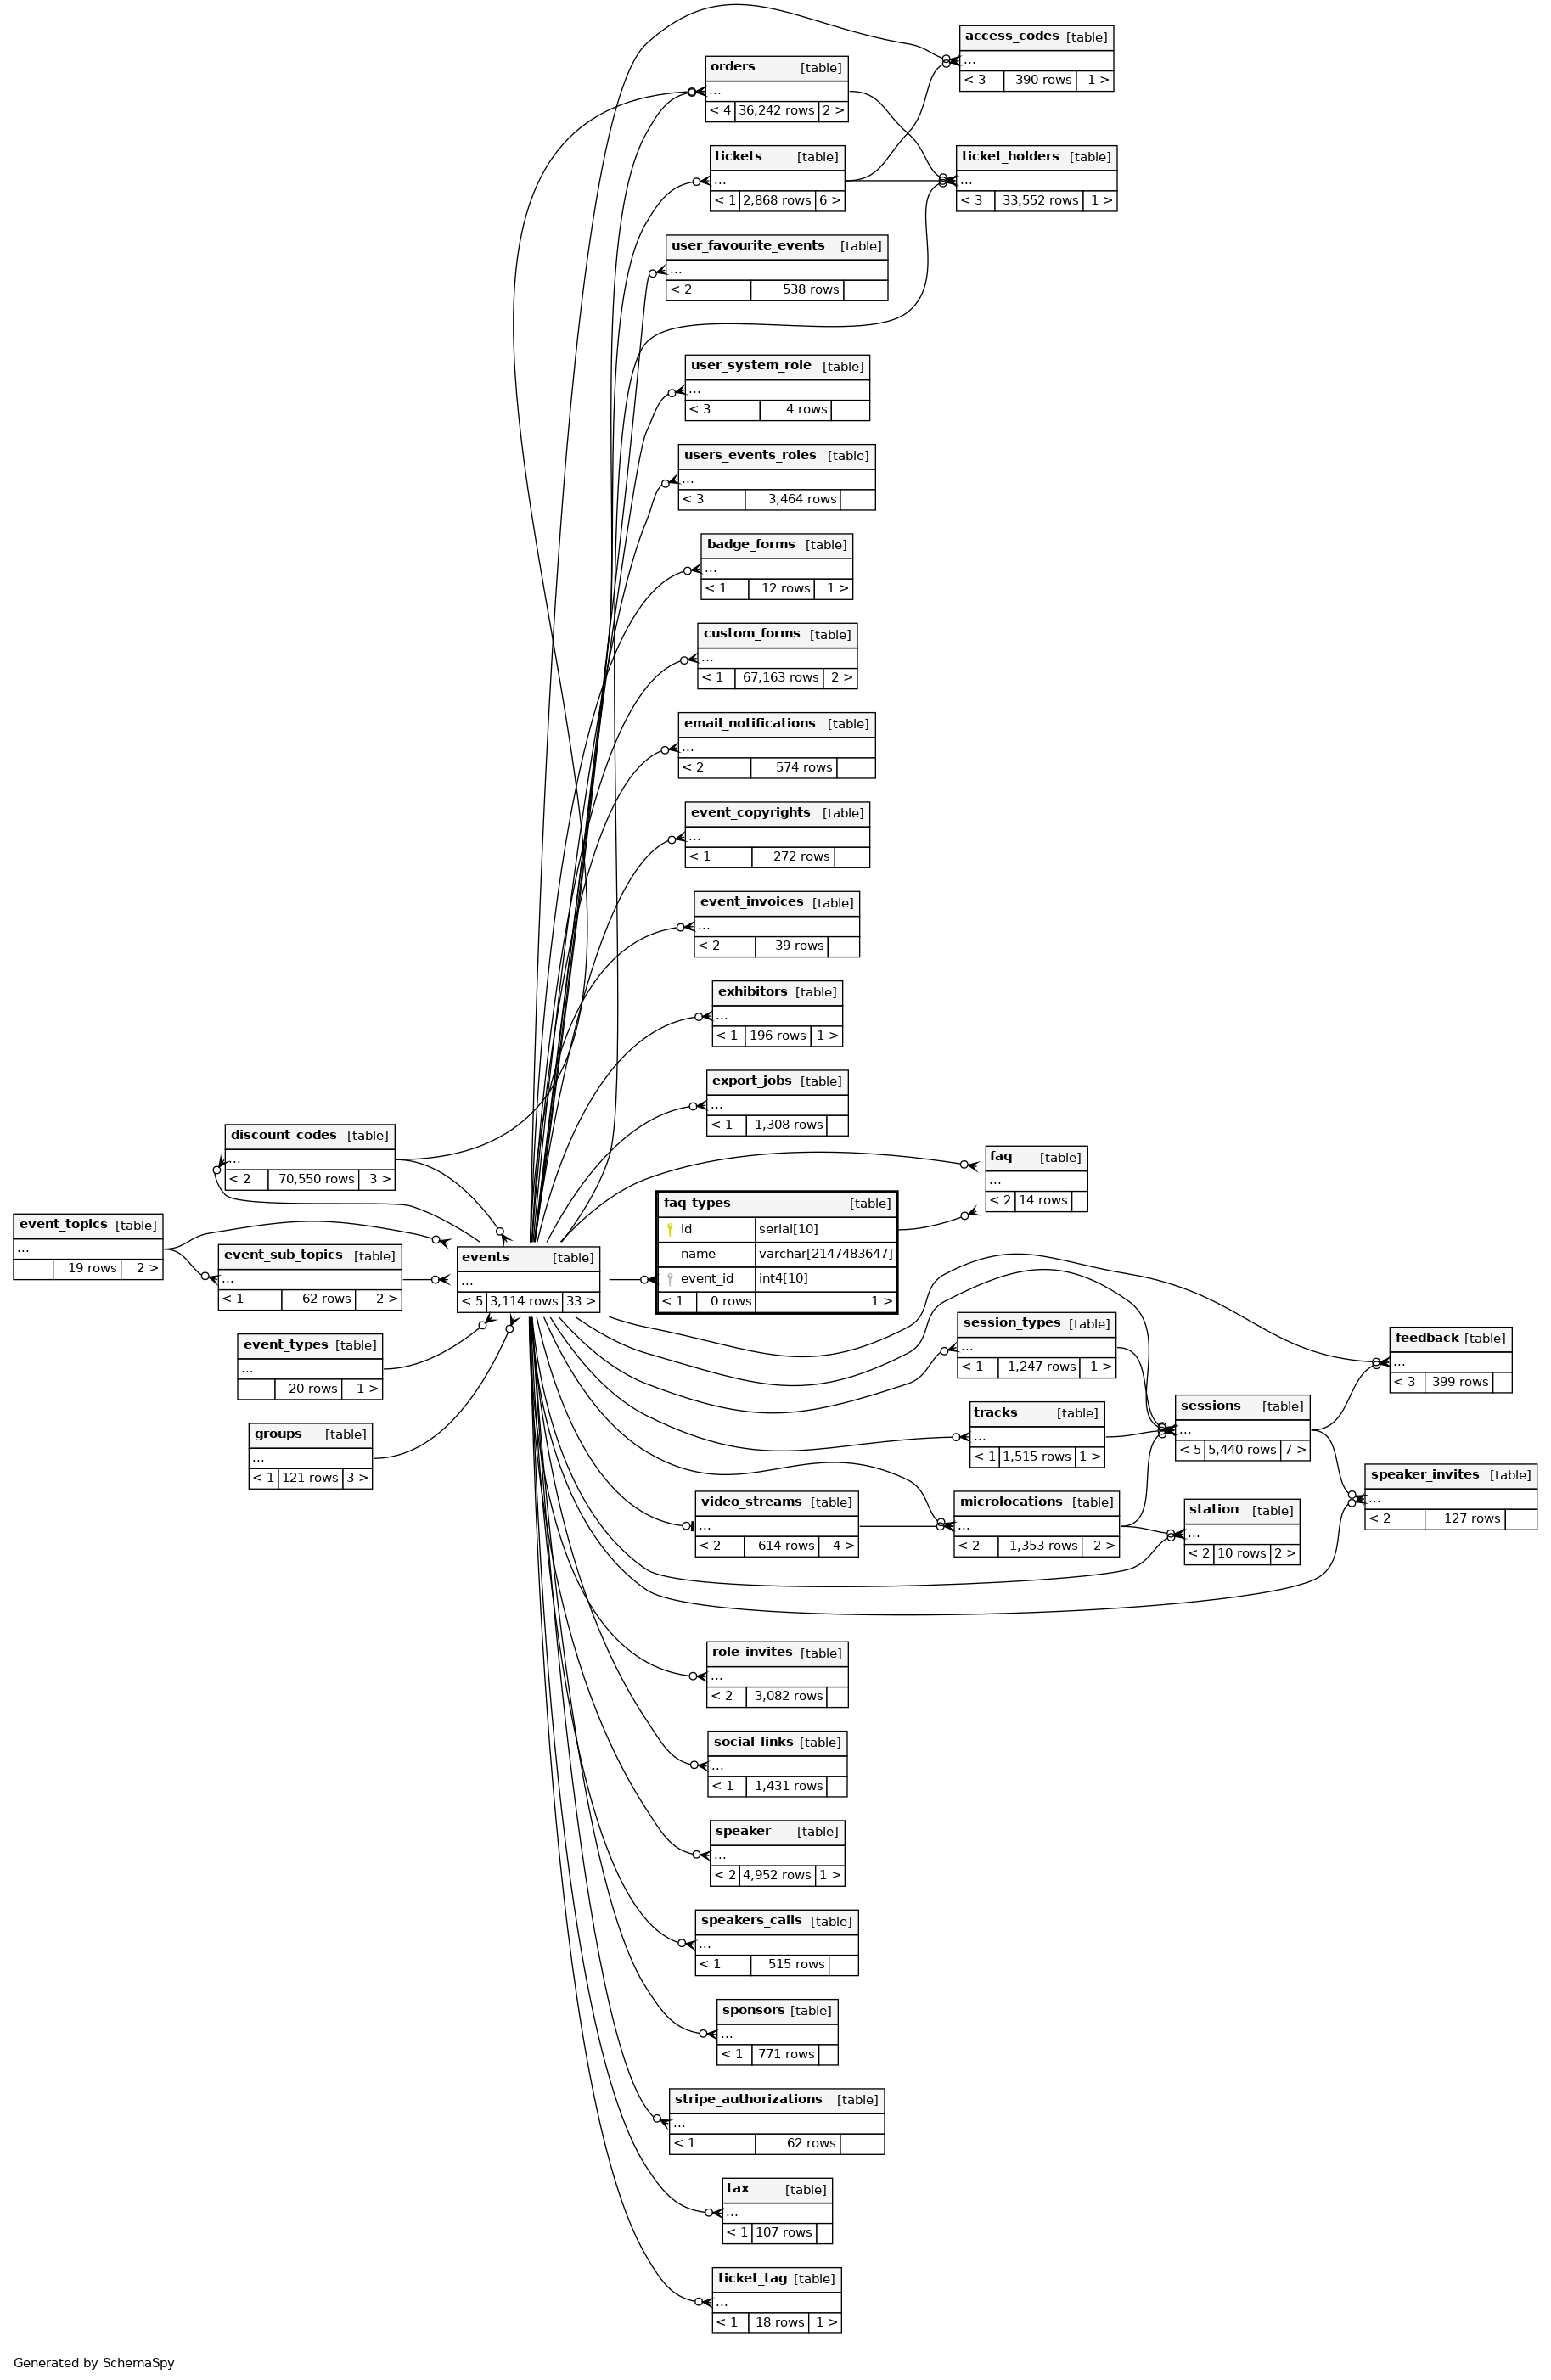 access_codes [table]
...
< 3 390 rows 1 >
orders [table]
...
< 4 36,242 rows 2 >
tickets [table]
...
< 1 2,868 rows 6 >
ticket_holders [table]
...
< 3 33,552 rows 1 >
user_favourite_events [table]
...
< 2 538 rows
user_system_role [table]
...
< 3 4 rows
users_events_roles [table]
...
< 3 3,464 rows
badge_forms [table]
...
< 1 12 rows 1 >
custom_forms [table]
...
< 1 67,163 rows 2 >
email_notifications [table]
...
< 2 574 rows
event_copyrights [table]
...
< 1 272 rows
event_invoices [table]
...
< 2 39 rows
exhibitors [table]
...
< 1 196 rows 1 >
export_jobs [table]
...
< 1 1,308 rows
discount_codes [table]
...
< 2 70,550 rows 3 >
faq [table]
...
< 2 14 rows
faq_types [table]
id serial[10]
name varchar[2147483647]
event_id int4[10]
< 1 0 rows 1 >
event_topics [table]
...
19 rows 2 >
event_sub_topics [table]
...
< 1 62 rows 2 >
events [table]
...
< 5 3,114 rows 33 >
event_types [table]
...
20 rows 1 >
groups [table]
...
< 1 121 rows 3 >
session_types [table]
...
< 1 1,247 rows 1 >
feedback [table]
...
< 3 399 rows
tracks [table]
...
< 1 1,515 rows 1 >
sessions [table]
...
< 5 5,440 rows 7 >
speaker_invites [table]
...
< 2 127 rows
video_streams [table]
...
< 2 614 rows 4 >
microlocations [table]
...
< 2 1,353 rows 2 >
station [table]
...
< 2 10 rows 2 >
role_invites [table]
...
< 2 3,082 rows
social_links [table]
...
< 1 1,431 rows
speaker [table]
...
< 2 4,952 rows 1 >
speakers_calls [table]
...
< 1 515 rows
sponsors [table]
...
< 1 771 rows
stripe_authorizations [table]
...
< 1 62 rows
tax [table]
...
< 1 107 rows
ticket_tag [table]
...
< 1 18 rows 1 >
Generated by SchemaSpy